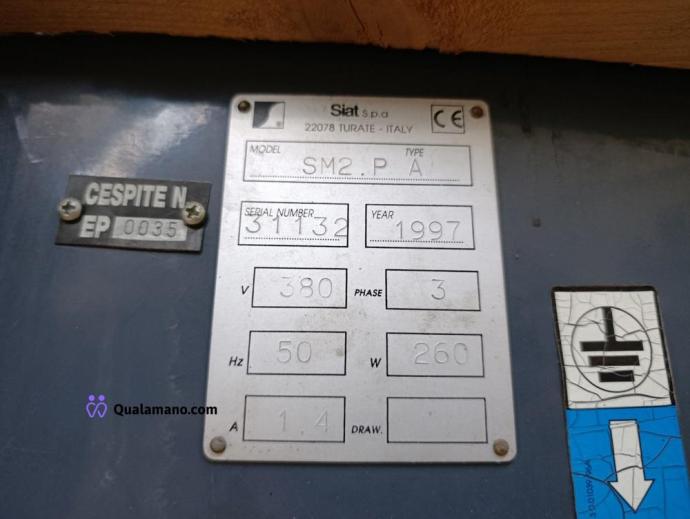 Siat S.p.a
22078 TURATE - ITALY
CE
MODEL TYPE
SM2.P A
SERIAL NUMBER YEAR
31132 1997
V 380 PHASE 3
Hz 50 W 260
A 1.4 DRAW.
CESPITE N.
EP 0035
Qualamano.com